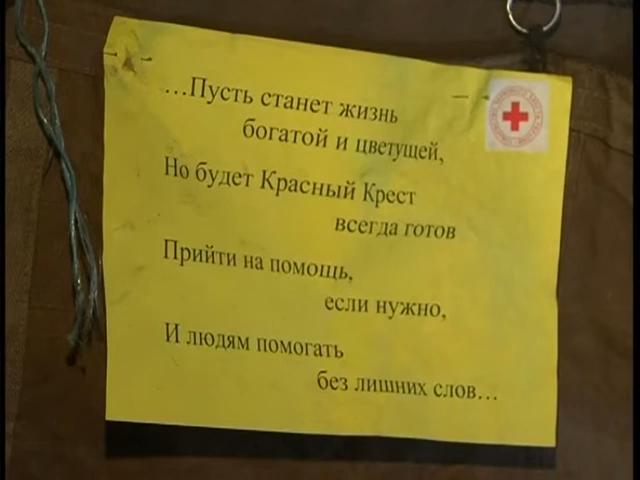 ...Пусть станет жизнь
богатой и цветущей,
Но будет Красный Крест
всегда готов
Прийти на помощь,
если нужно,
И людям помогать
без лишних слов...